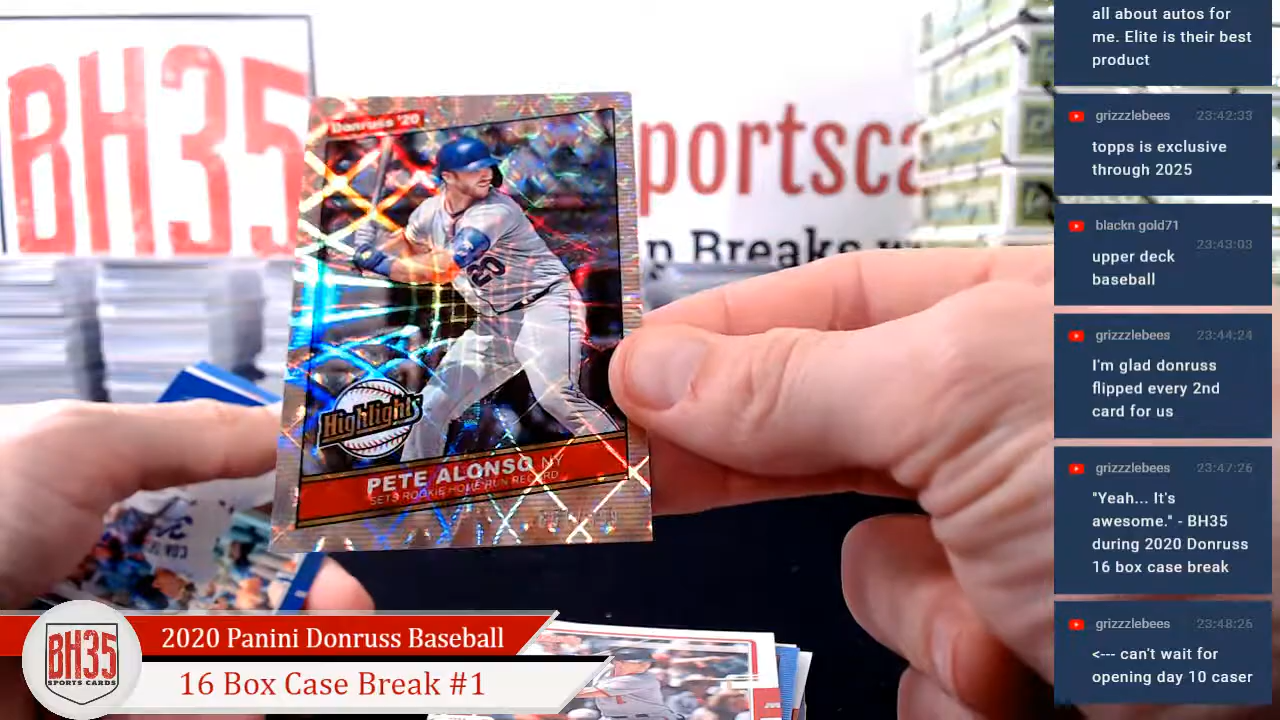 BH35
portsca
p Breaks w
Donruss '20
20
Highlights
PETE ALONSO NY
SETS ROOKIE HOME RUN RECORD
BH35
SPORTS CARDS
2020 Panini Donruss Baseball
16 Box Case Break #1
all about autos for
me. Elite is their best
product
grizzzlebees 23:42:33
topps is exclusive
through 2025
blackn gold71 23:43:03
upper deck
baseball
grizzzlebees 23:44:24
I'm glad donruss
flipped every 2nd
card for us
grizzzlebees 23:47:26
"Yeah... It's
awesome." - BH35
during 2020 Donruss
16 box case break
grizzzlebees 23:48:26
<--- can't wait for
opening day 10 caser